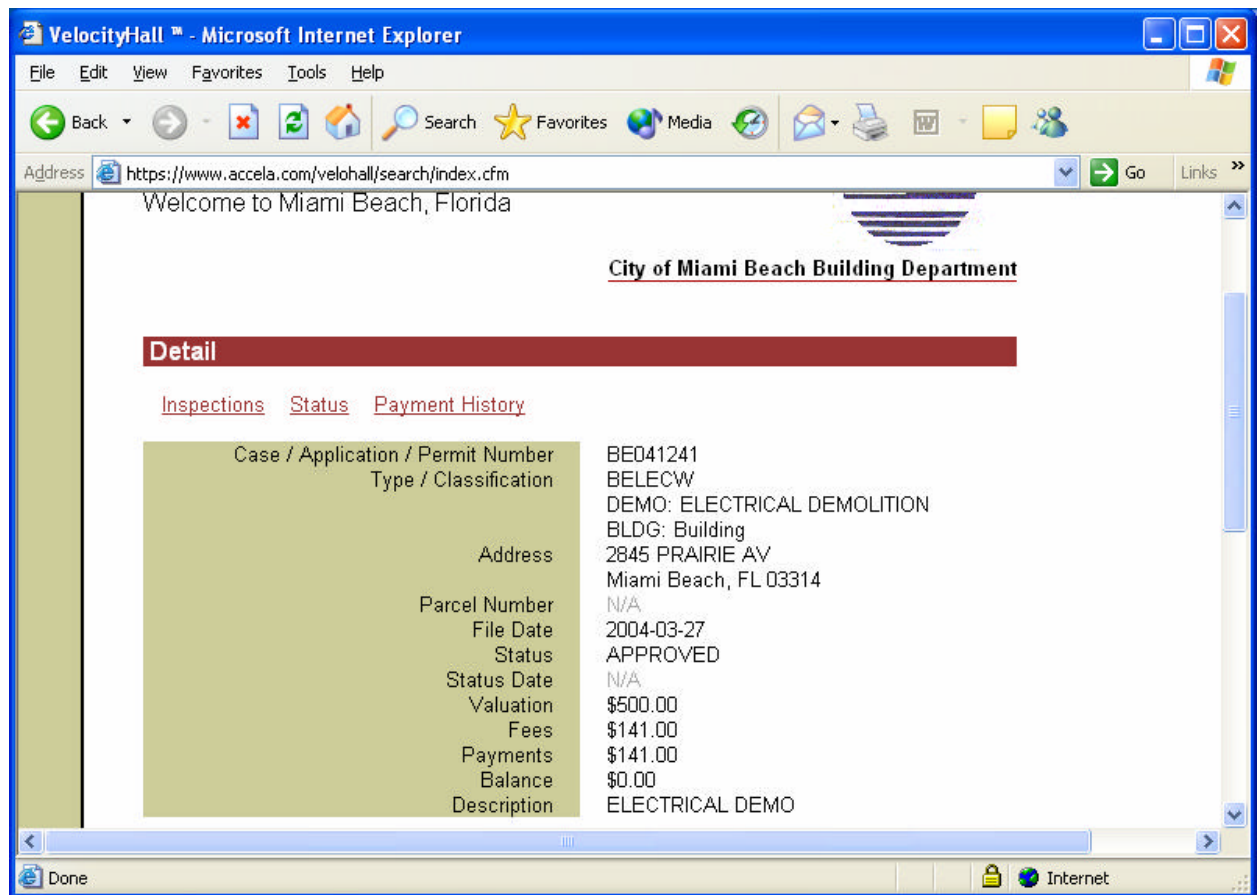 VelocityHall ™ - Microsoft Internet Explorer
File Edit View Favorites Tools Help
Back Search Favorites Media W
Address https://www.accela.com/velohall/search/index.cfm Go Links »
Welcome to Miami Beach, Florida
City of Miami Beach Building Department
Detail
Inspections Status Payment History
Case / Application / Permit Number BE041241
Type / Classification BELECW
DEMO: ELECTRICAL DEMOLITION
BLDG: Building
Address 2845 PRAIRIE AV
Miami Beach, FL 03314
Parcel Number N/A
File Date 2004-03-27
Status APPROVED
Status Date N/A
Valuation $500.00
Fees $141.00
Payments $141.00
Balance $0.00
Description ELECTRICAL DEMO
Done Internet